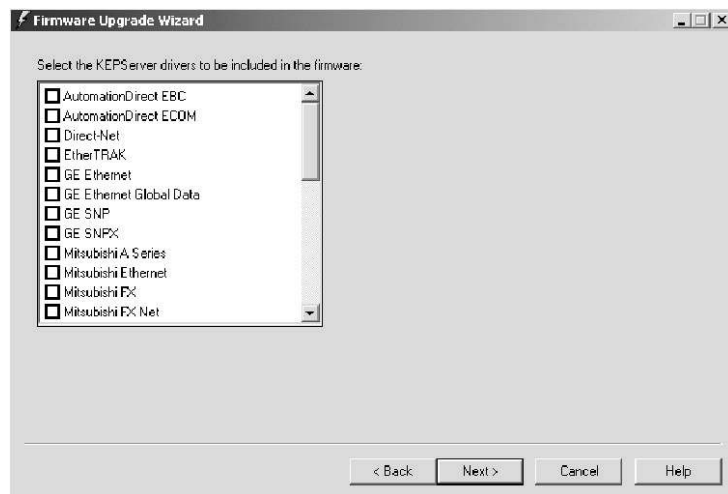 Firmware Upgrade Wizard
Select the KEPServer drivers to be included in the firmware:
AutomationDirect EBC
AutomationDirect ECOM
Direct-Net
EtherTRAK
GE Ethernet
GE Ethernet Global Data
GE SNP
GE SNPX
Mitsubishi A Series
Mitsubishi Ethernet
Mitsubishi FX
Mitsubishi FX Net
< Back Next > Cancel Help